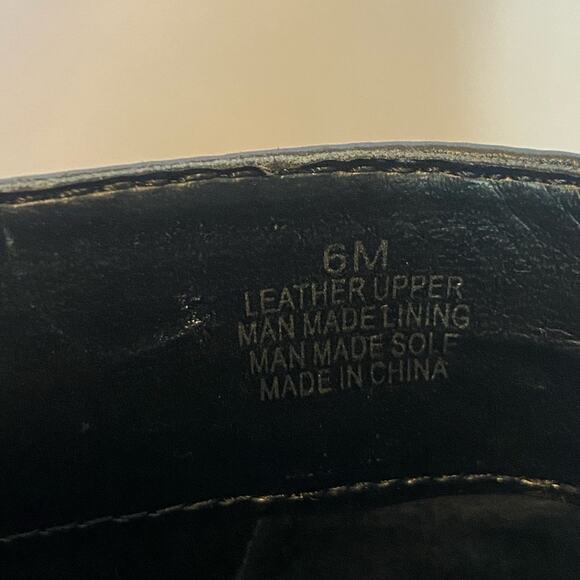 6M
LEATHER UPPER
MAN MADE LINING
MAN MADE SOLE
MADE IN CHINA